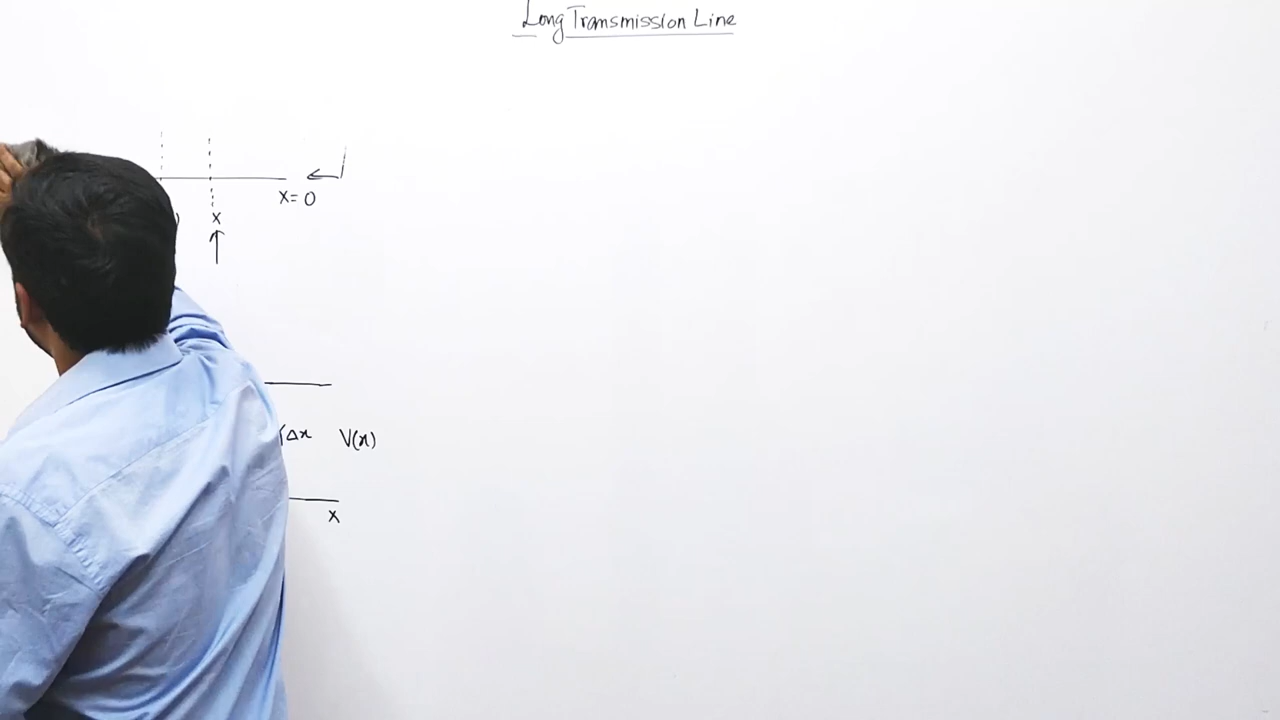 Long Transmission Line
x=0
x
Δx V(x)
x